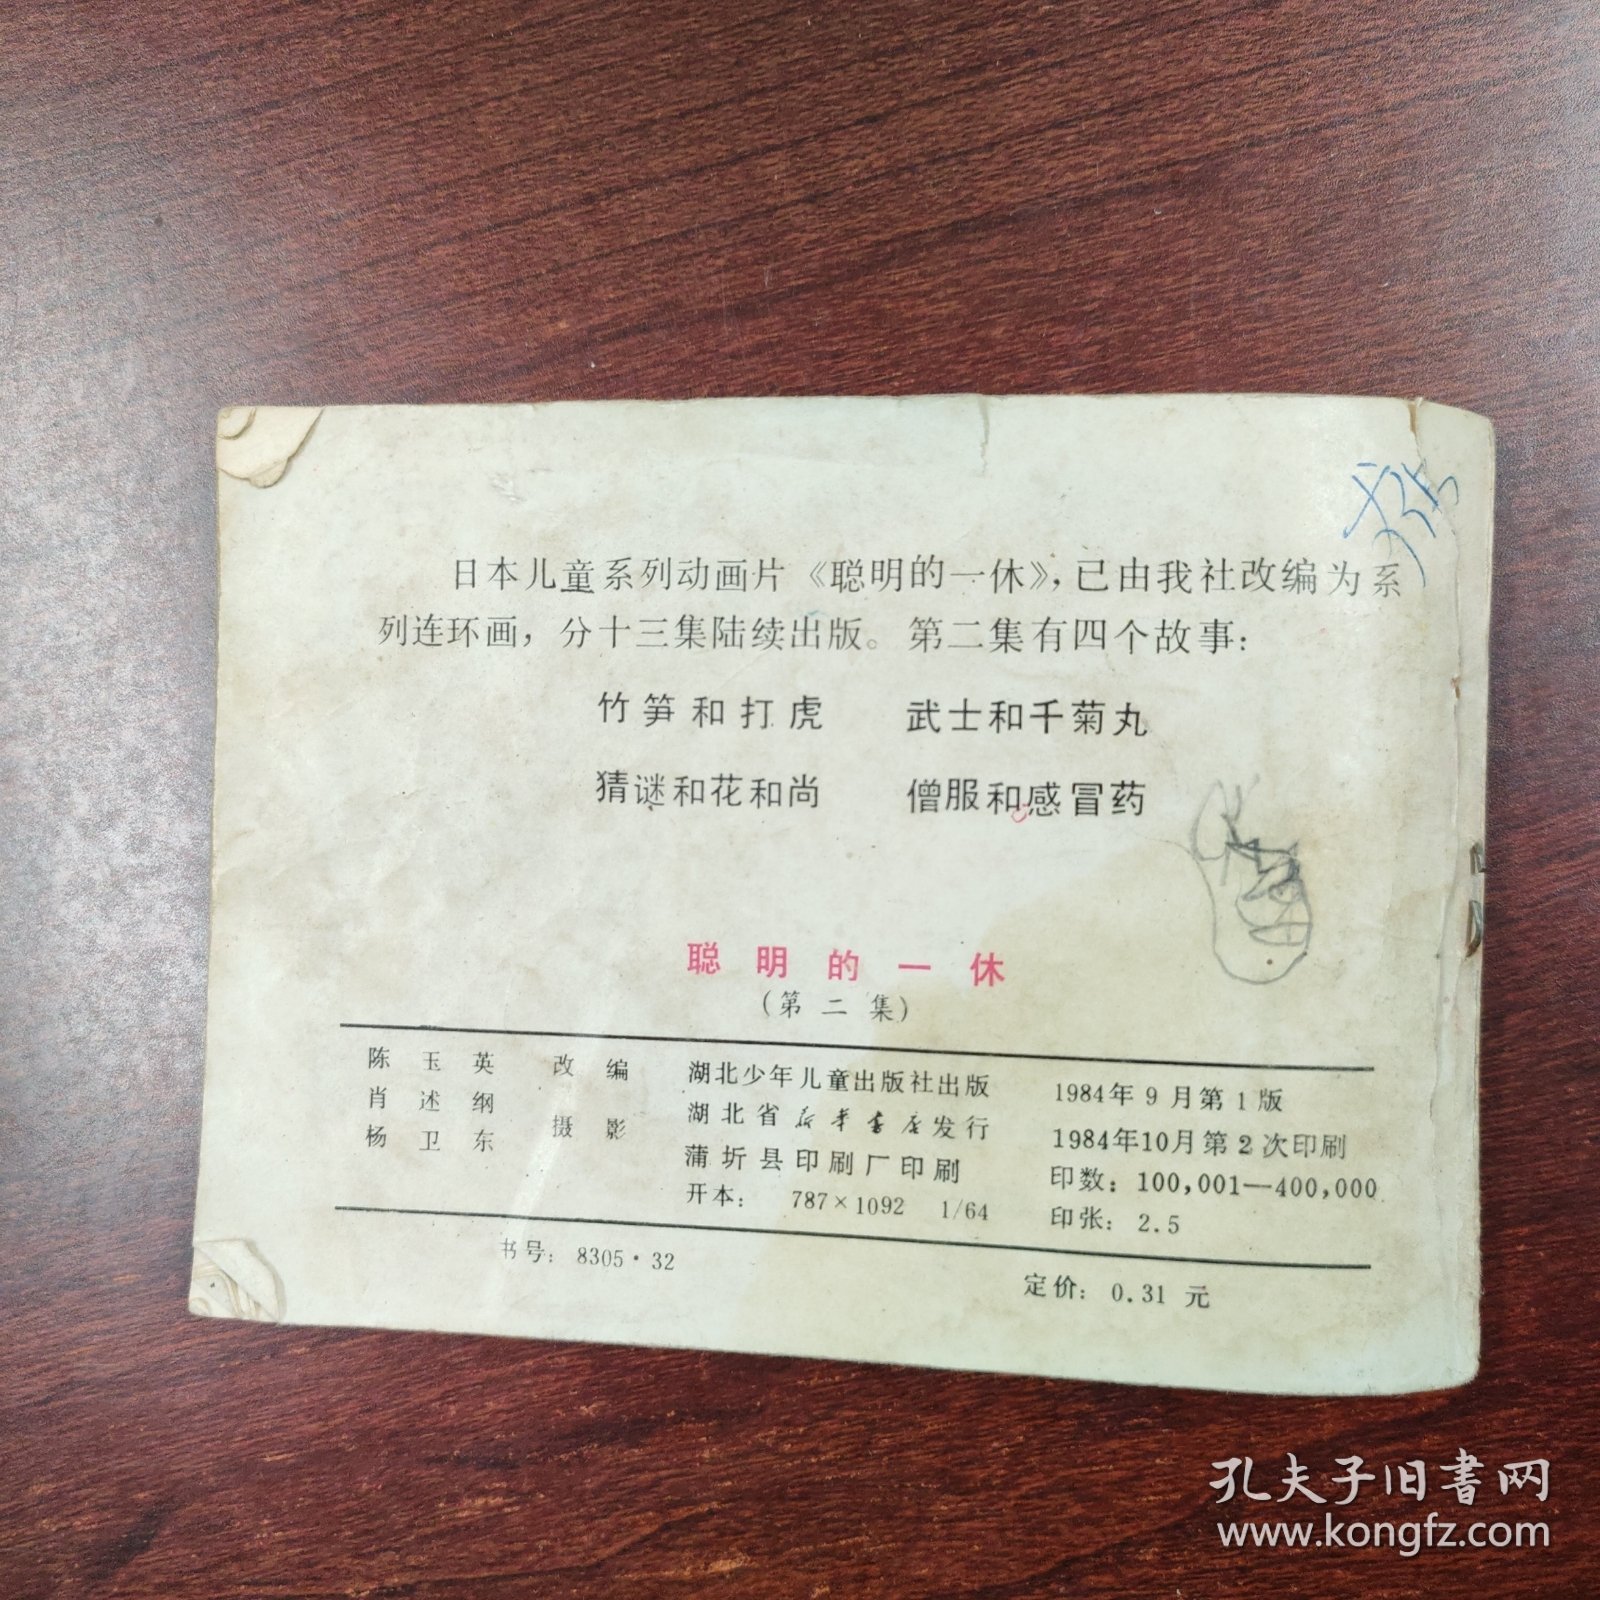 日本儿童系列动画片《聪明的一休》，已由我社改编为系
列连环画，分十三集陆续出版。第二集有四个故事：
竹笋和打虎 武士和千菊丸
猜谜和花和尚 僧服和感冒药
聪明的一休
（第二集）
陈玉英 改编
肖述纲
杨卫东 摄影
湖北少年儿童出版社出版
湖北省新华书店发行
蒲圻县印刷厂印刷
开本： 787×1092 1/64
1984年9月第1版
1984年10月第2次印刷
印数：100,001—400,000
印张：2.5
书号：8305·32
定价：0.31 元
孔夫子旧书网
www.kongfz.com